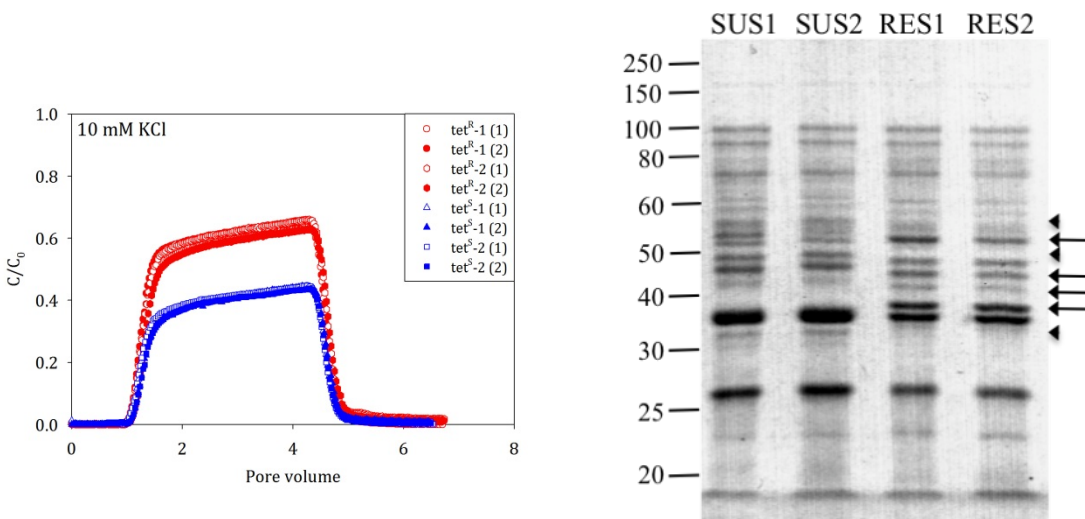 10 mM KCl
1.0
0.8
0.6
0.4
0.2
0.0
C/C₀
0
2
4
6
8
Pore volume
tetᴿ-1 (1)
tetᴿ-1 (2)
tetᴿ-2 (1)
tetᴿ-2 (2)
tetˢ-1 (1)
tetˢ-1 (2)
tetˢ-2 (1)
tetˢ-2 (2)
SUS1 SUS2 RES1 RES2
250
150
100
80
60
50
40
30
25
20